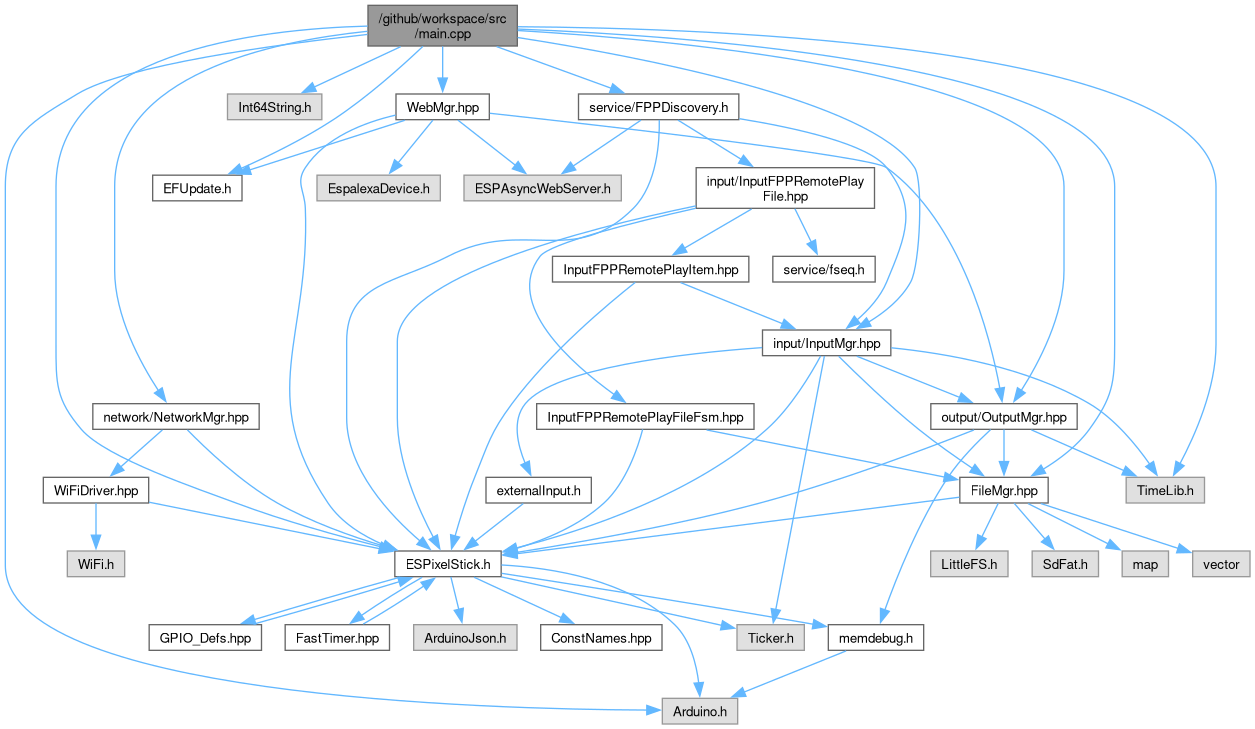 /github/workspace/src
/main.cpp
Int64String.h
WebMgr.hpp
service/FPPDiscovery.h
EFUpdate.h
EspalexaDevice.h
ESPAsyncWebServer.h
input/InputFPPRemotePlay
File.hpp
InputFPPRemotePlayItem.hpp
service/fseq.h
input/InputMgr.hpp
network/NetworkMgr.hpp
InputFPPRemotePlayFileFsm.hpp
output/OutputMgr.hpp
WiFiDriver.hpp
externalInput.h
FileMgr.hpp
TimeLib.h
WiFi.h
ESPixelStick.h
LittleFS.h
SdFat.h
map
vector
GPIO_Defs.hpp
FastTimer.hpp
ArduinoJson.h
ConstNames.hpp
Ticker.h
memdebug.h
Arduino.h